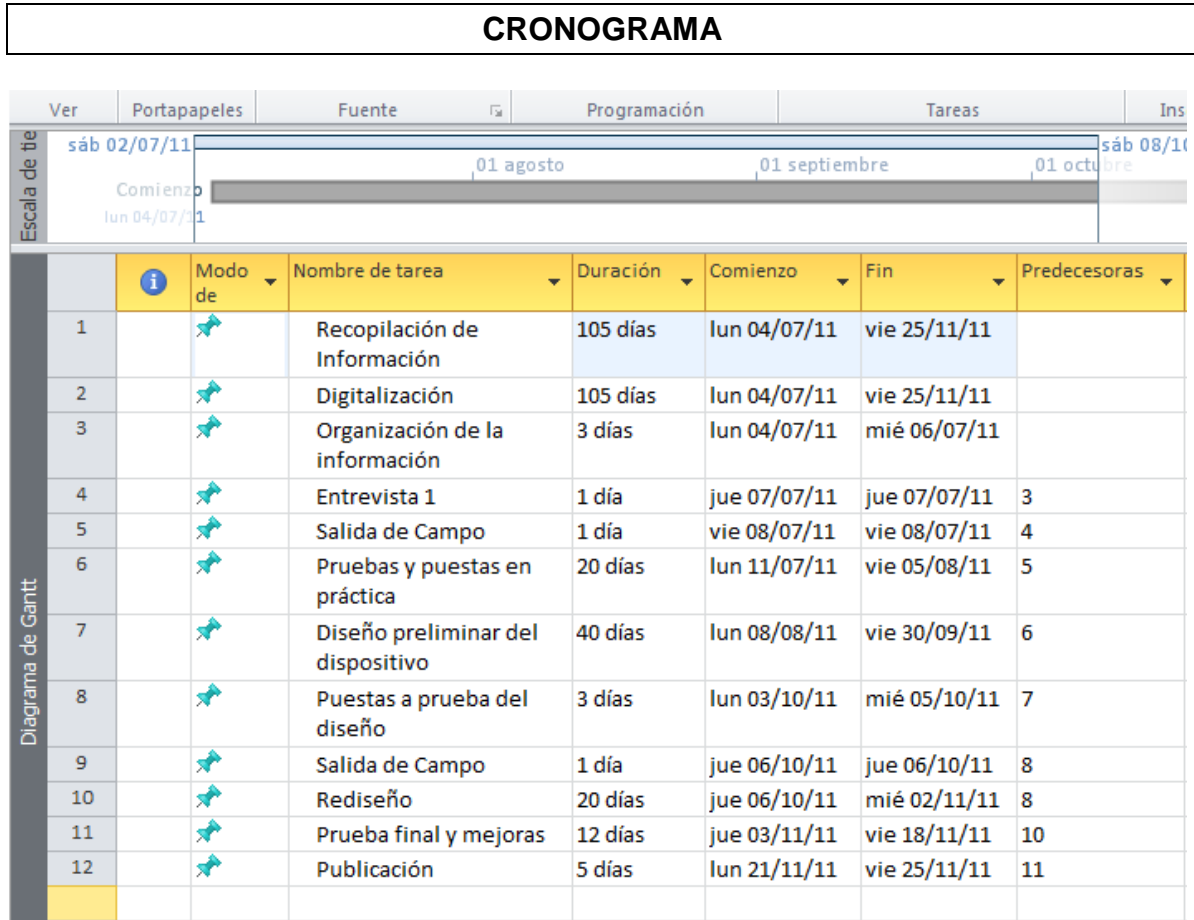 CRONOGRAMA
Ver Portapapeles Fuente Programación Tareas Ins
Escala de tie
sáb 02/07/11 sáb 08/10
01 agosto 01 septiembre 01 octubre
Comienzo
lun 04/07/11
Diagrama de Gantt
Modo Nombre de tarea Duración Comienzo Fin Predecesoras
de
1 Recopilación de 105 días lun 04/07/11 vie 25/11/11
Información
2 Digitalización 105 días lun 04/07/11 vie 25/11/11
3 Organización de la 3 días lun 04/07/11 mié 06/07/11
información
4 Entrevista 1 1 día jue 07/07/11 jue 07/07/11 3
5 Salida de Campo 1 día vie 08/07/11 vie 08/07/11 4
6 Pruebas y puestas en 20 días lun 11/07/11 vie 05/08/11 5
práctica
7 Diseño preliminar del 40 días lun 08/08/11 vie 30/09/11 6
dispositivo
8 Puestas a prueba del 3 días lun 03/10/11 mié 05/10/11 7
diseño
9 Salida de Campo 1 día jue 06/10/11 jue 06/10/11 8
10 Rediseño 20 días jue 06/10/11 mié 02/11/11 8
11 Prueba final y mejoras 12 días jue 03/11/11 vie 18/11/11 10
12 Publicación 5 días lun 21/11/11 vie 25/11/11 11